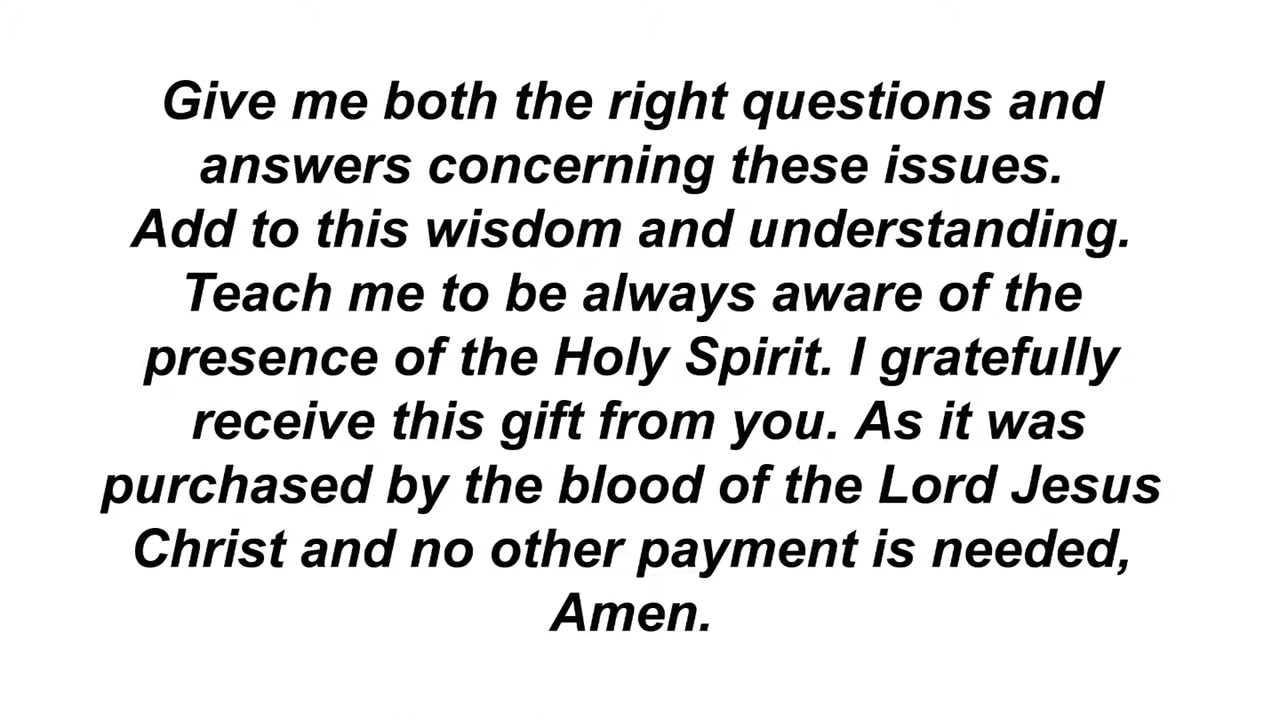 Give me both the right questions and
answers concerning these issues.
Add to this wisdom and understanding.
Teach me to be always aware of the
presence of the Holy Spirit. I gratefully
receive this gift from you. As it was
purchased by the blood of the Lord Jesus
Christ and no other payment is needed,
Amen.